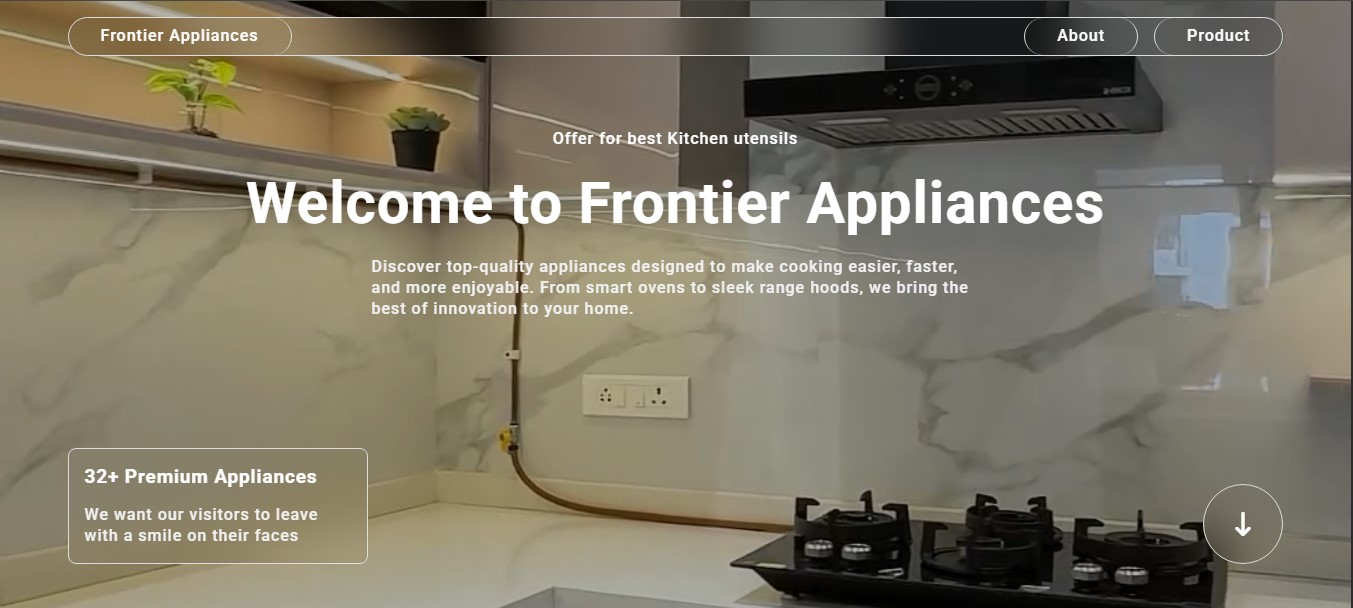 Frontier Appliances
About
Product
Offer for best Kitchen utensils
Welcome to Frontier Appliances
Discover top-quality appliances designed to make cooking easier, faster,
and more enjoyable. From smart ovens to sleek range hoods, we bring the
best of innovation to your home.
32+ Premium Appliances
We want our visitors to leave
with a smile on their faces